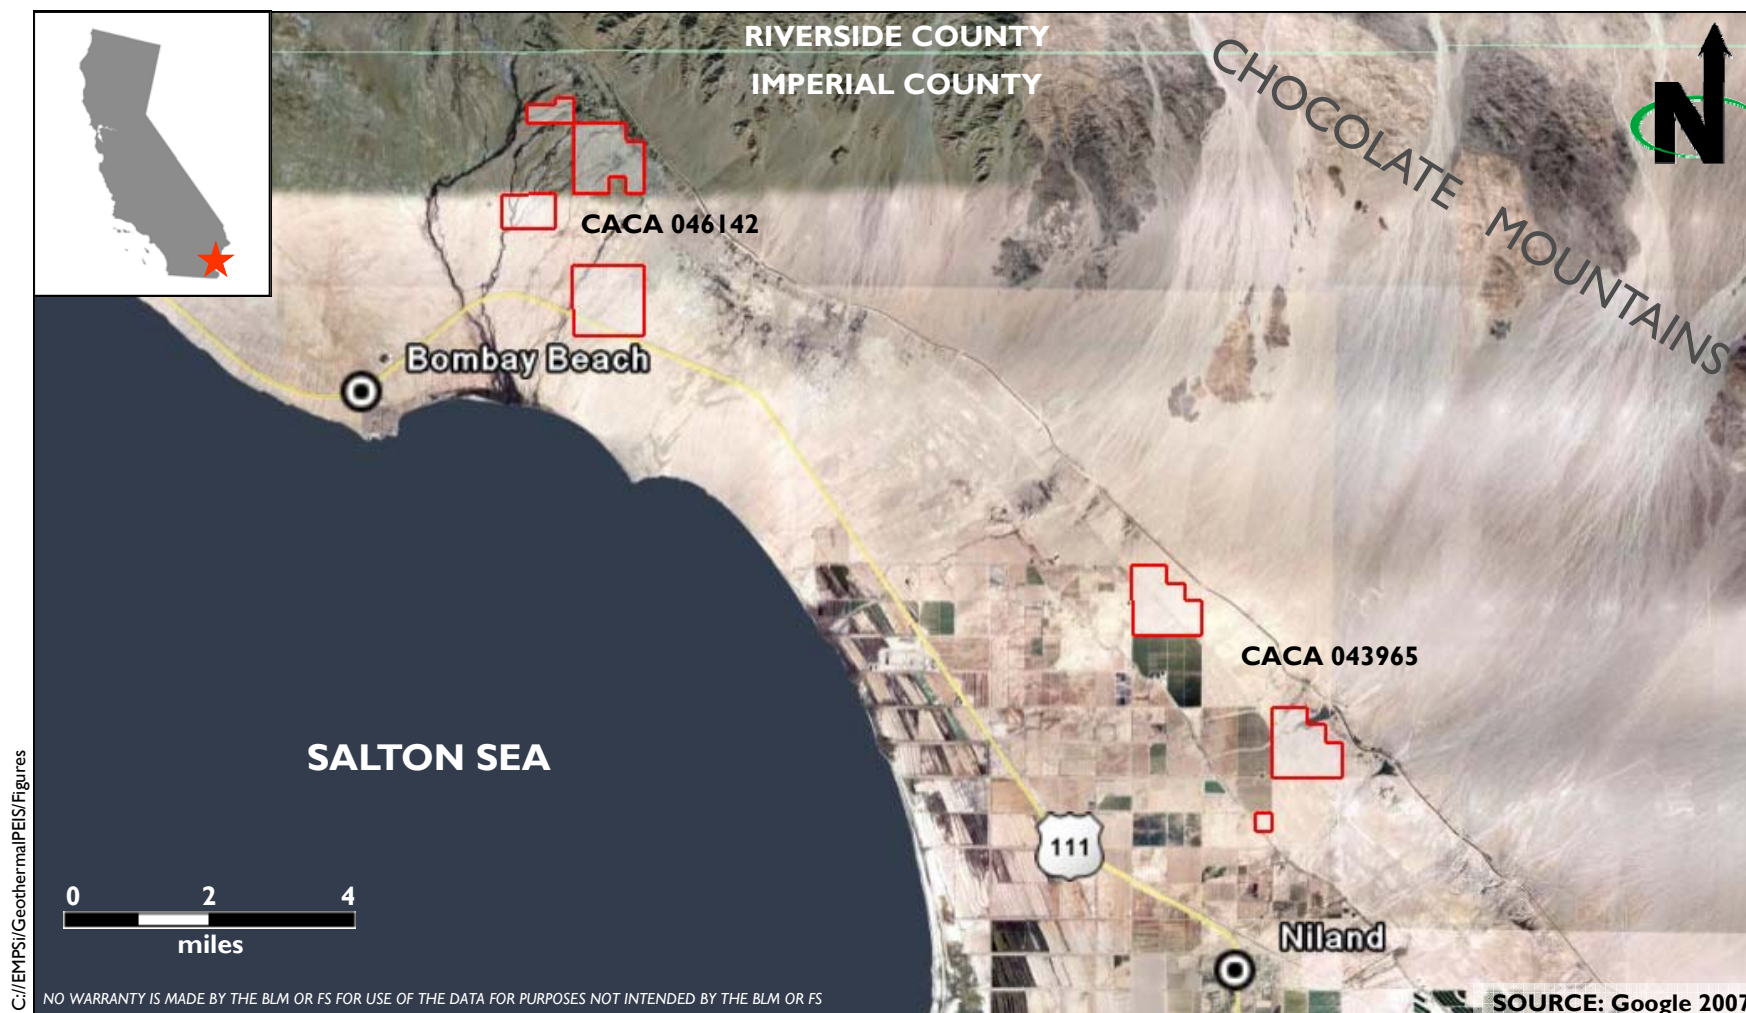 RIVERSIDE COUNTY
IMPERIAL COUNTY
CHOCOLATE MOUNTAINS
N
CACA 046142
Bombay Beach
CACA 043965
SALTON SEA
111
0 2 4
miles
Niland
C://EMPSi/GeothermalPEIS/Figures
NO WARRANTY IS MADE BY THE BLM OR FS FOR USE OF THE DATA FOR PURPOSES NOT INTENDED BY THE BLM OR FS
SOURCE: Google 2007